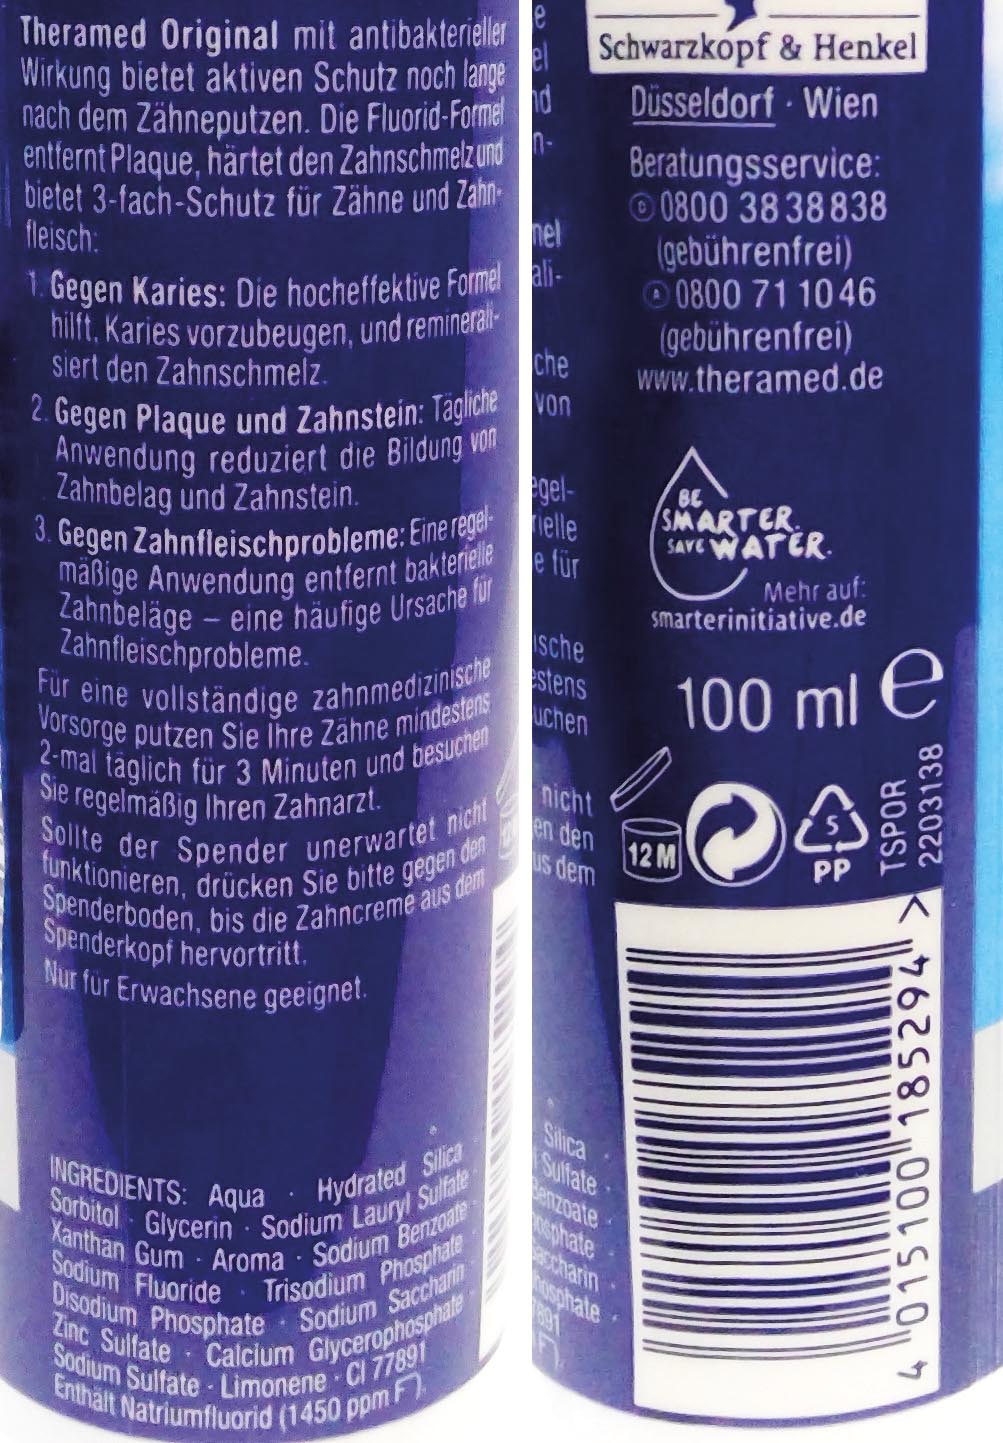 Theramed Original mit antibakterieller
Wirkung bietet aktiven Schutz noch lange
nach dem Zähneputzen. Die Fluorid-Formel
entfernt Plaque, härtet den Zahnschmelz und
bietet 3-fach-Schutz für Zähne und Zahn-
fleisch:
1. Gegen Karies: Die hocheffektive Formel
hilft, Karies vorzubeugen, und reminerali-
siert den Zahnschmelz.
2. Gegen Plaque und Zahnstein: Tägliche
Anwendung reduziert die Bildung von
Zahnbelag und Zahnstein.
3. Gegen Zahnfleischprobleme: Eine regel-
mäßige Anwendung entfernt bakterielle
Zahnbeläge – eine häufige Ursache für
Zahnfleischprobleme.
Für eine vollständige zahnmedizinische
Vorsorge putzen Sie Ihre Zähne mindestens
2-mal täglich für 3 Minuten und besuchen
Sie regelmäßig Ihren Zahnarzt.
Sollte der Spender unerwartet nicht
funktionieren, drücken Sie bitte gegen den
Spenderboden, bis die Zahncreme aus dem
Spenderkopf hervortritt.
Nur für Erwachsene geeignet.
INGREDIENTS: Aqua · Hydrated Silica ·
Sorbitol · Glycerin · Sodium Lauryl Sulfate ·
Xanthan Gum · Aroma · Sodium Benzoate ·
Sodium Fluoride · Trisodium Phosphate ·
Disodium Phosphate · Sodium Saccharin ·
Zinc Sulfate · Calcium Glycerophosphate ·
Sodium Sulfate · Limonene · CI 77891
Enthält Natriumfluorid (1450 ppm F⁻).
Schwarzkopf & Henkel
Düsseldorf · Wien
Beratungsservice:
Ⓓ 0800 38 38 838
(gebührenfrei)
Ⓐ 0800 71 10 46
(gebührenfrei)
www.theramed.de
BE
SMARTER.
SAVE WATER.
Mehr auf:
smarterinitiative.de
100 ml ℮
12 M
5
PP
TSPOR
2203138
4 015100 185294 >